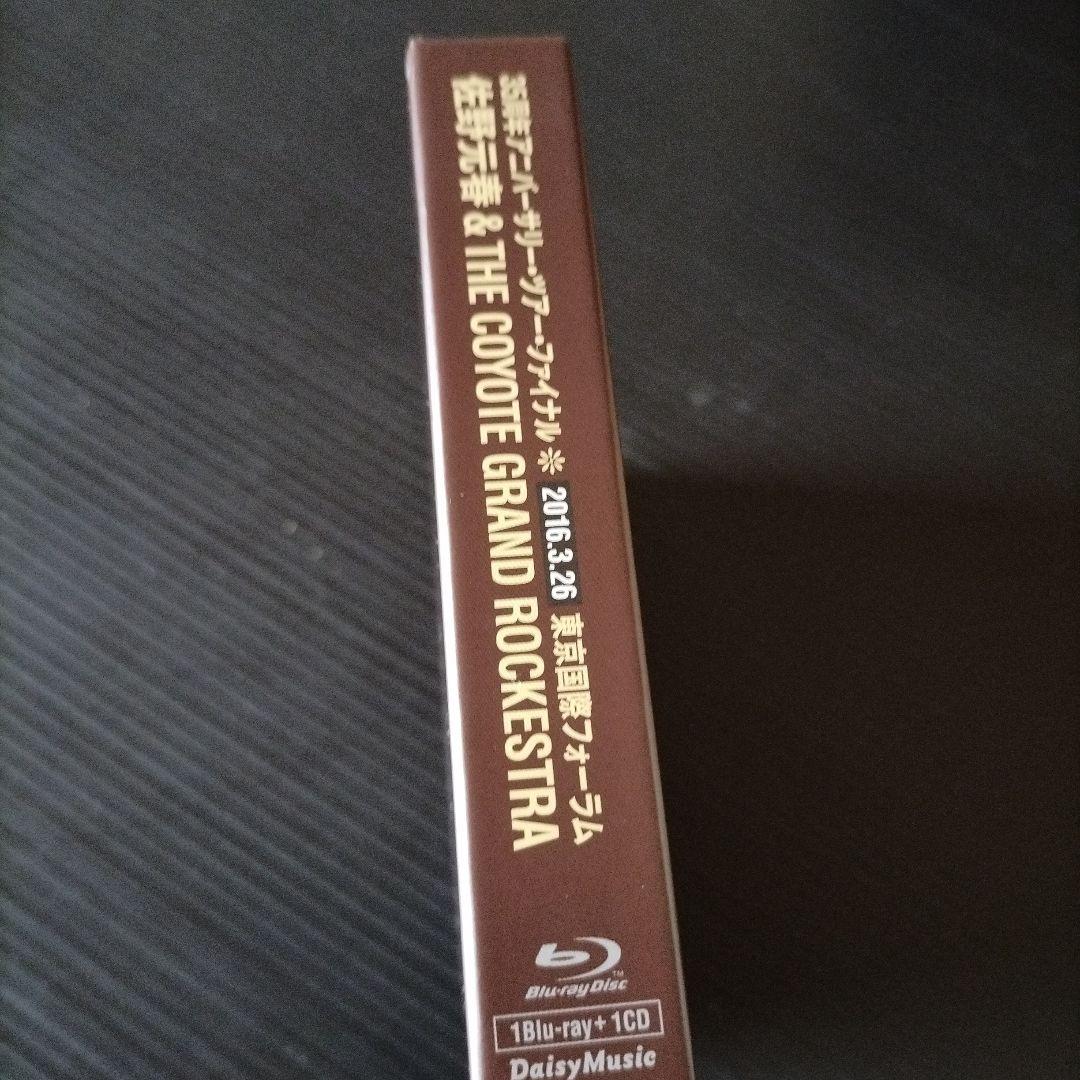 35周年アニバーサリー・ツアー・ファイナル＊2016.3.26 東京国際フォーラム
佐野元春 & THE COYOTE GRAND ROCKESTRA
Blu-ray Disc™
1Blu-ray + 1CD
DaisyMusic